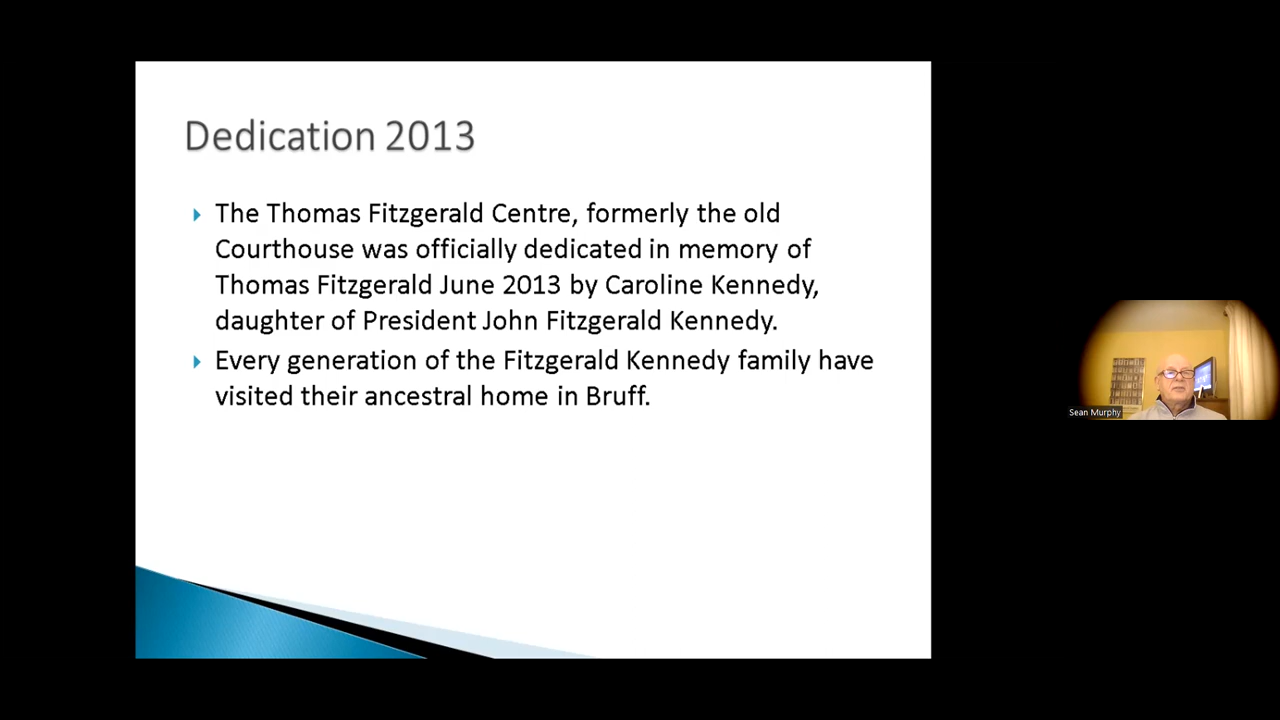 Dedication 2013
The Thomas Fitzgerald Centre, formerly the old
Courthouse was officially dedicated in memory of
Thomas Fitzgerald June 2013 by Caroline Kennedy,
daughter of President John Fitzgerald Kennedy.
Every generation of the Fitzgerald Kennedy family have
visited their ancestral home in Bruff.
Sean Murphy